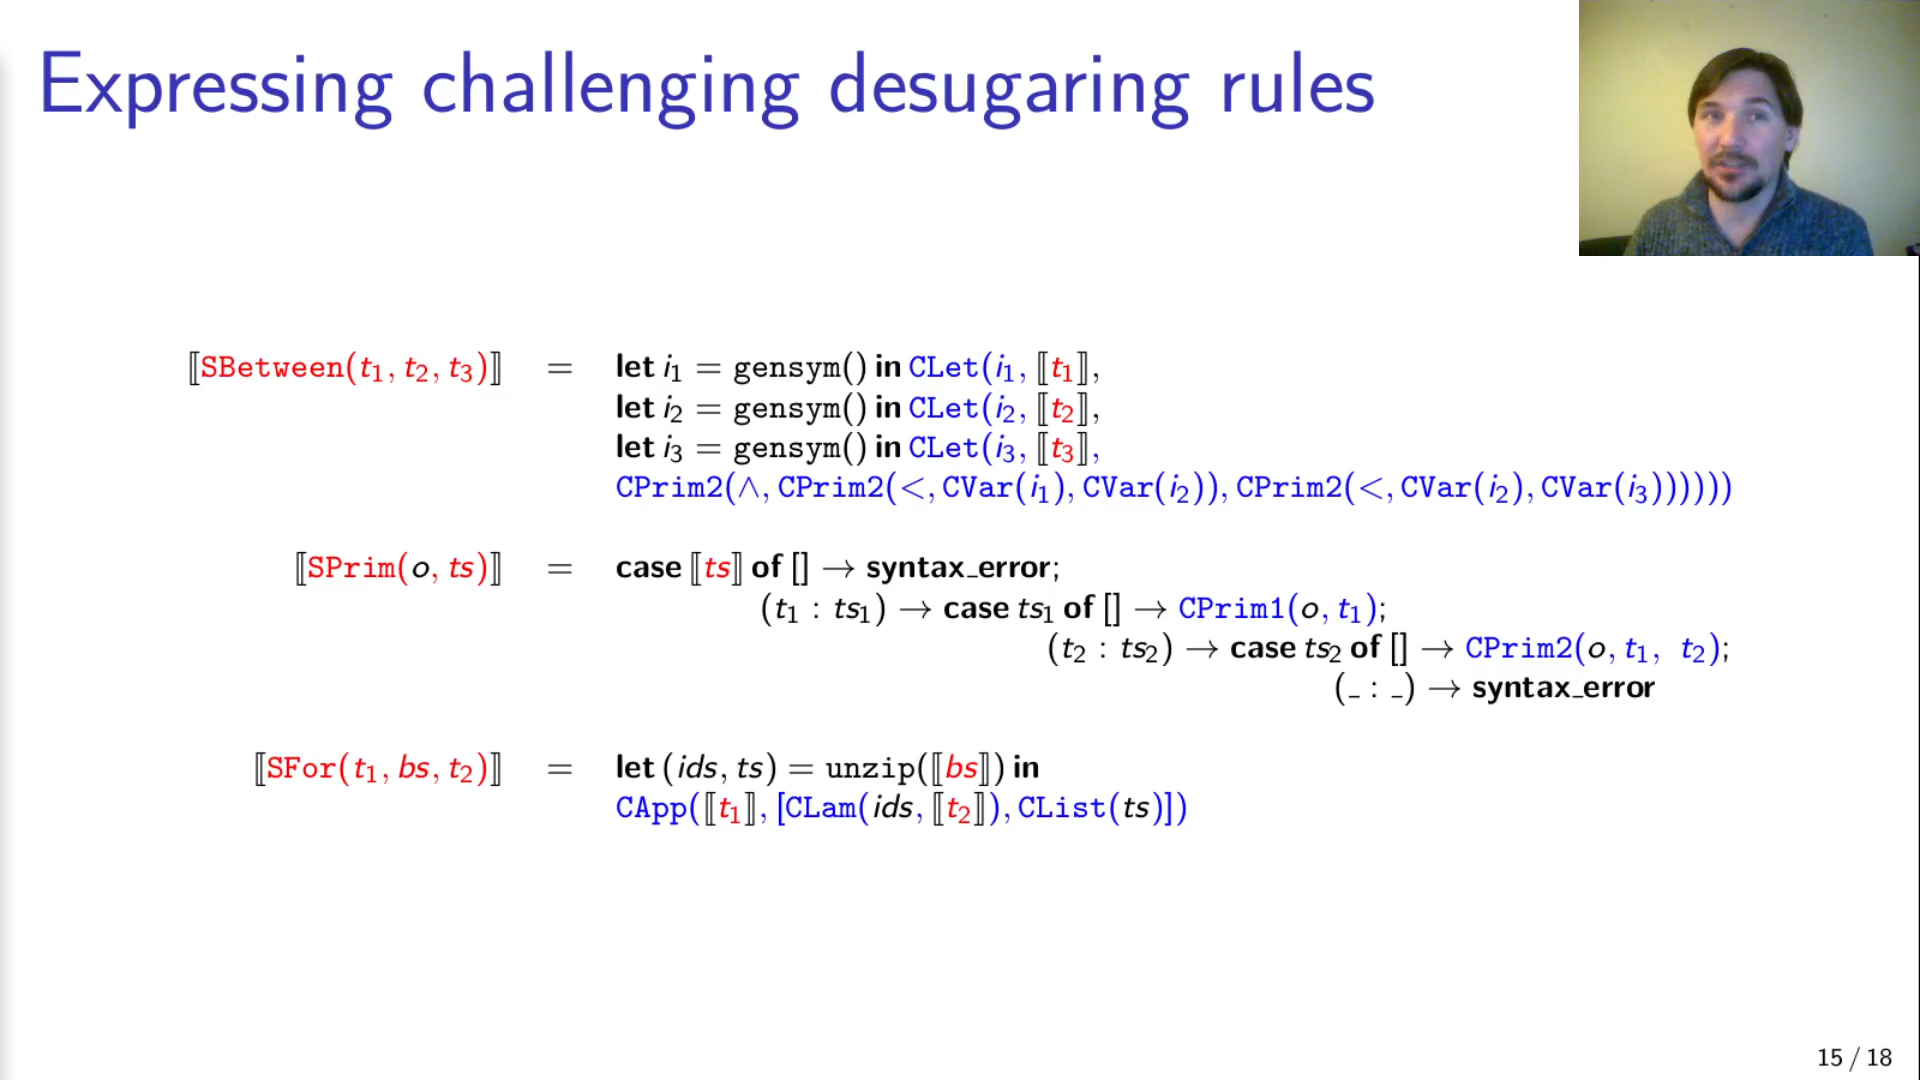 Expressing challenging desugaring rules
⟦SBetween(t₁, t₂, t₃)⟧ = let i₁ = gensym() in CLet(i₁, ⟦t₁⟧,
let i₂ = gensym() in CLet(i₂, ⟦t₂⟧,
let i₃ = gensym() in CLet(i₃, ⟦t₃⟧,
CPrim2(∧, CPrim2(<, CVar(i₁), CVar(i₂)), CPrim2(<, CVar(i₂), CVar(i₃))))))
⟦SPrim(o, ts)⟧ = case ⟦ts⟧ of [] → syntax_error;
(t₁ : ts₁) → case ts₁ of [] → CPrim1(o, t₁);
(t₂ : ts₂) → case ts₂ of [] → CPrim2(o, t₁, t₂);
(_ : _) → syntax_error
⟦SFor(t₁, bs, t₂)⟧ = let (ids, ts) = unzip(⟦bs⟧) in
CApp(⟦t₁⟧, [CLam(ids, ⟦t₂⟧), CList(ts)])
15 / 18